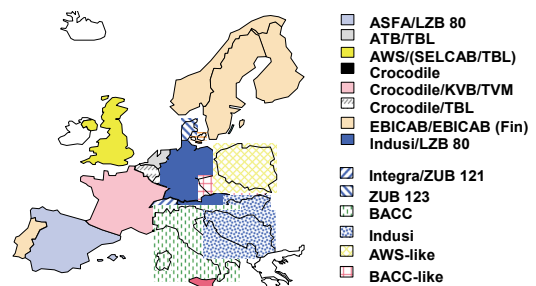 ASFA/LZB 80
ATB/TBL
AWS/(SELCAB/TBL)
Crocodile
Crocodile/KVB/TVM
Crocodile/TBL
EBICAB/EBICAB (Fin)
Indusi/LZB 80
Integra/ZUB 121
ZUB 123
BACC
Indusi
AWS-like
BACC-like